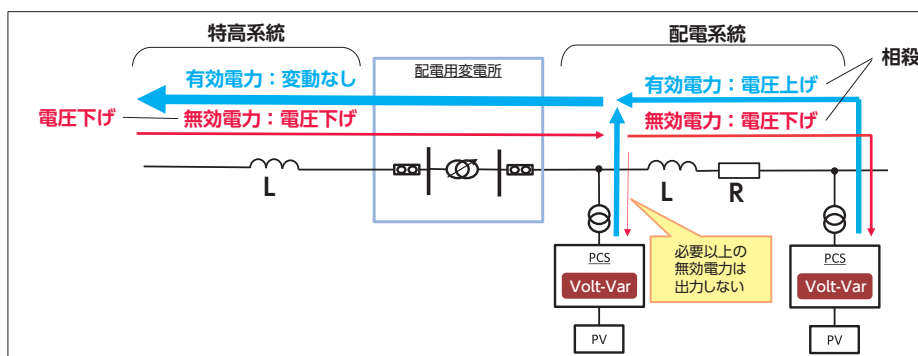 特高系統
配電系統
配電用変電所
相殺
有効電力：変動なし
有効電力：電圧上げ
電圧下げ
無効電力：電圧下げ
無効電力：電圧下げ
L
L
R
必要以上の
無効電力は
出力しない
PCS
Volt-Var
PV
PCS
Volt-Var
PV